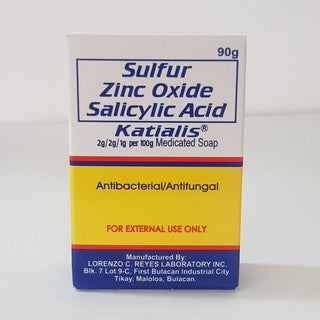 90g
Sulfur
Zinc Oxide
Salicylic Acid
Katialis®
2g/2g/1g per 100g Medicated Soap
Antibacterial/Antifungal
FOR EXTERNAL USE ONLY
Manufactured By:
LORENZO C. REYES LABORATORY INC.
Blk. 7 Lot 9-C, First Bulacan Industrial City
Tikay, Malolos, Bulacan.